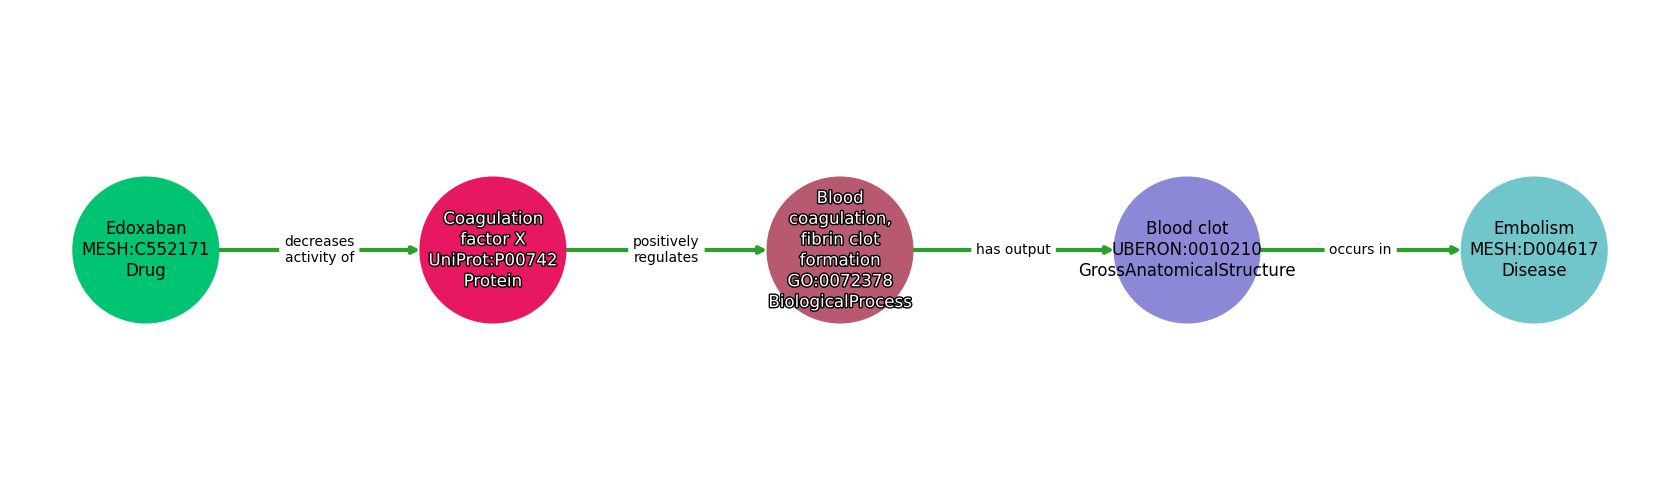 Edoxaban
MESH:C552171
Drug
decreases
activity of
Coagulation
factor X
UniProt:P00742
Protein
positively
regulates
Blood
coagulation,
fibrin clot
formation
GO:0072378
BiologicalProcess
has output
Blood clot
UBERON:0010210
GrossAnatomicalStructure
occurs in
Embolism
MESH:D004617
Disease